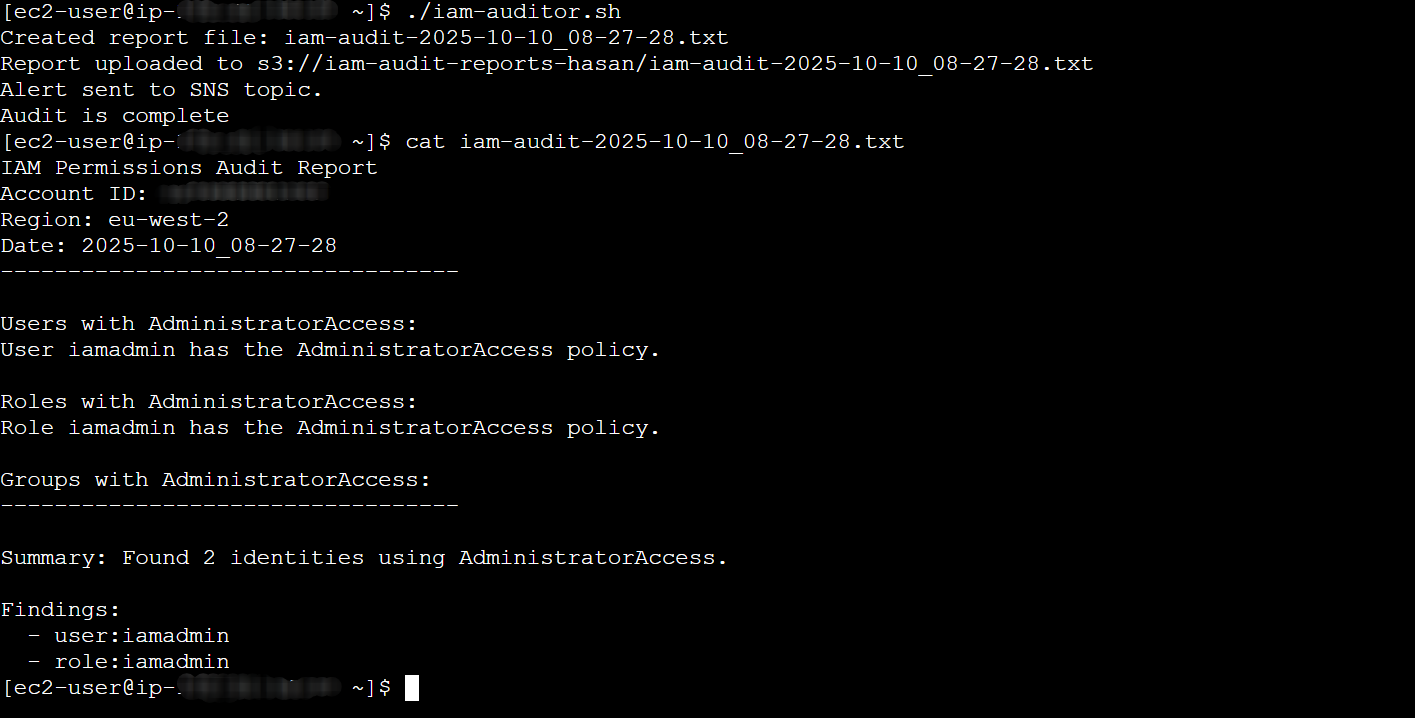 [ec2-user@ip- ~]$ ./iam-auditor.sh
Created report file: iam-audit-2025-10-10_08-27-28.txt
Report uploaded to s3://iam-audit-reports-hasan/iam-audit-2025-10-10_08-27-28.txt
Alert sent to SNS topic.
Audit is complete
[ec2-user@ip- ~]$ cat iam-audit-2025-10-10_08-27-28.txt
IAM Permissions Audit Report
Account ID:
Region: eu-west-2
Date: 2025-10-10_08-27-28
----------------------------------
Users with AdministratorAccess:
User iamadmin has the AdministratorAccess policy.
Roles with AdministratorAccess:
Role iamadmin has the AdministratorAccess policy.
Groups with AdministratorAccess:
----------------------------------
Summary: Found 2 identities using AdministratorAccess.
Findings:
  - user:iamadmin
  - role:iamadmin
[ec2-user@ip- ~]$